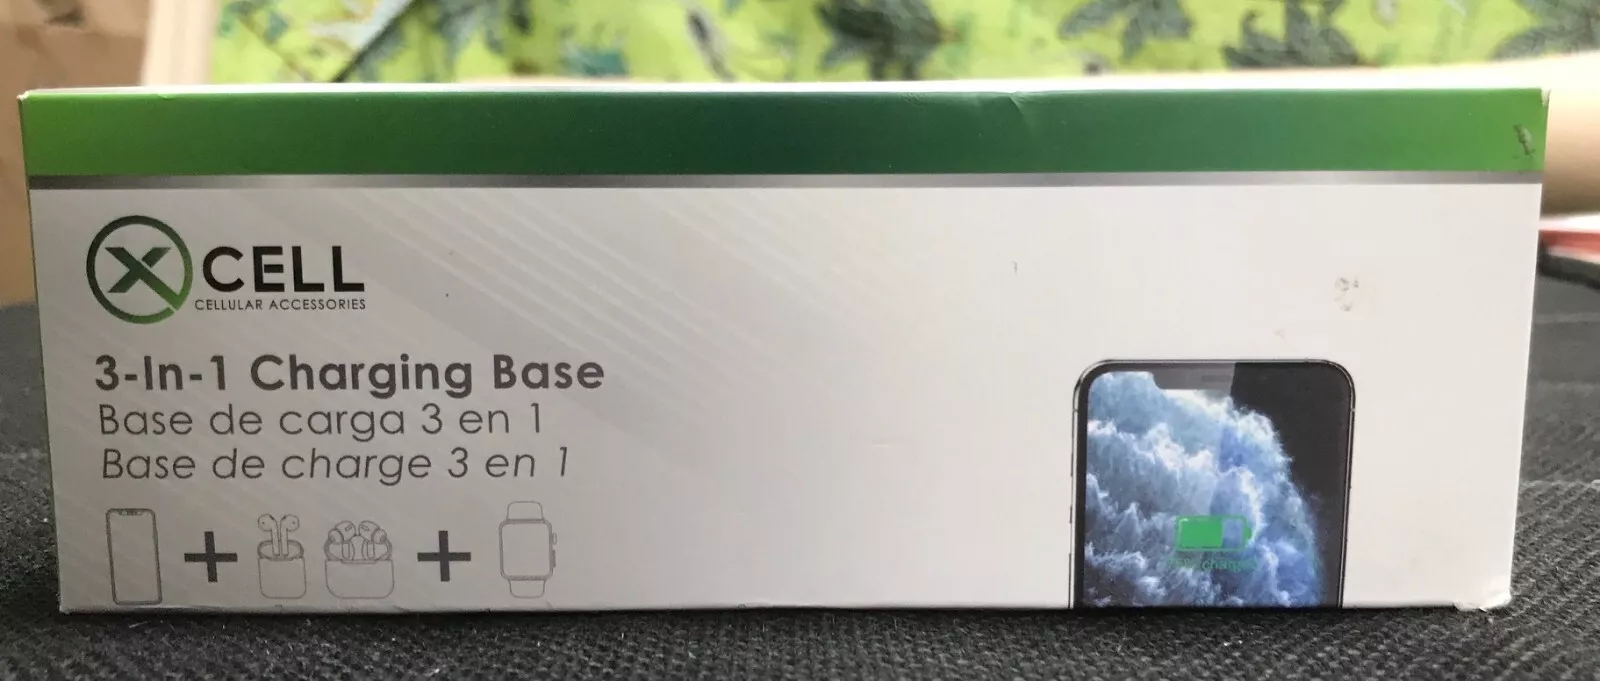 X CELL
CELLULAR ACCESSORIES
3-In-1 Charging Base
Base de carga 3 en 1
Base de charge 3 en 1